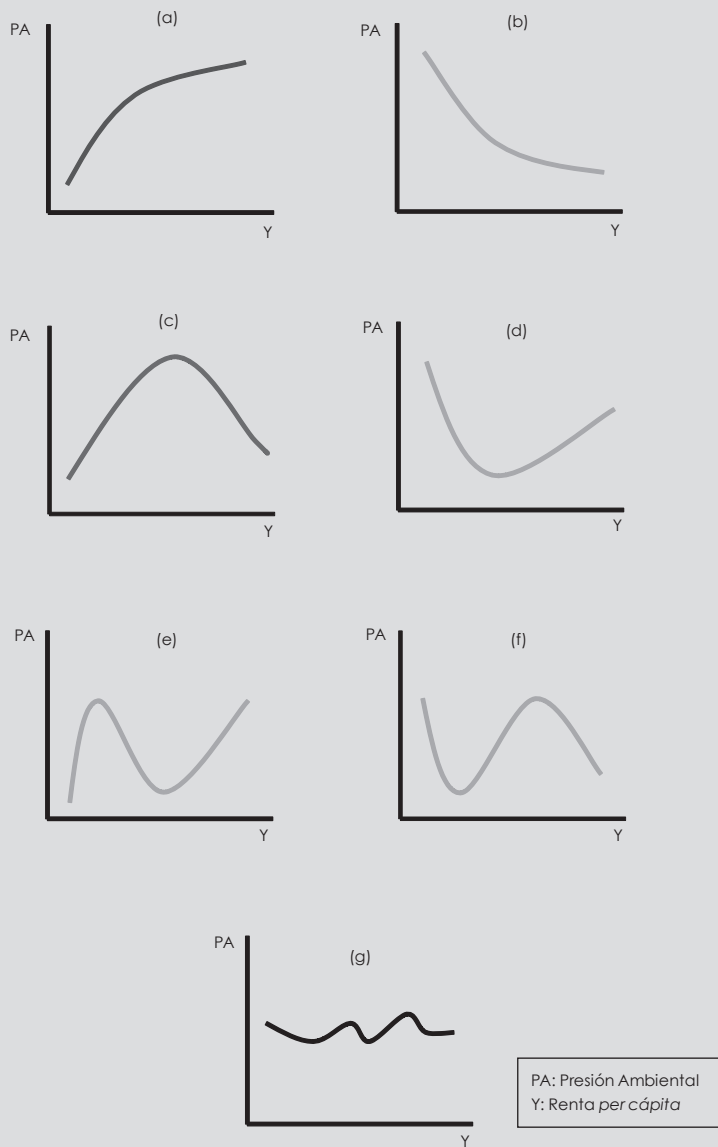 (a)
PA
Y
(b)
PA
Y
(c)
PA
Y
(d)
PA
Y
(e)
PA
Y
(f)
PA
Y
(g)
PA
Y
PA: Presión Ambiental
Y: Renta per cápita